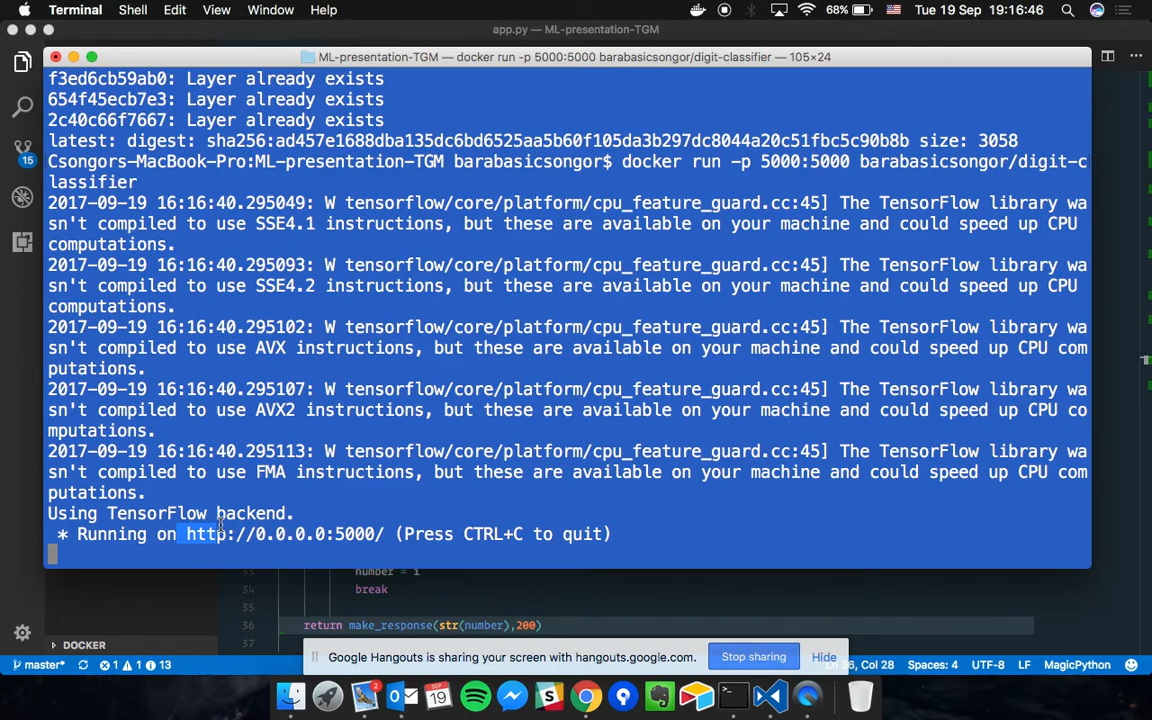 Terminal Shell Edit View Window Help 68% Tue 19 Sep 19:16:46
app.py — ML-presentation-TGM
ML-presentation-TGM — docker run -p 5000:5000 barabasicsongor/digit-classifier — 105×24
f3ed6cb59ab0: Layer already exists
654f45ecb7e3: Layer already exists
2c40c66f7667: Layer already exists
latest: digest: sha256:ad457e1688dba135dc6bd6525aa5b60f105da3b297dc8044a20c51fbc5c90b8b size: 3058
Csongors-MacBook-Pro:ML-presentation-TGM barabasicsongor$ docker run -p 5000:5000 barabasicsongor/digit-c
lassifier
2017-09-19 16:16:40.295049: W tensorflow/core/platform/cpu_feature_guard.cc:45] The TensorFlow library wa
sn't compiled to use SSE4.1 instructions, but these are available on your machine and could speed up CPU
computations.
2017-09-19 16:16:40.295093: W tensorflow/core/platform/cpu_feature_guard.cc:45] The TensorFlow library wa
sn't compiled to use SSE4.2 instructions, but these are available on your machine and could speed up CPU
computations.
2017-09-19 16:16:40.295102: W tensorflow/core/platform/cpu_feature_guard.cc:45] The TensorFlow library wa
sn't compiled to use AVX instructions, but these are available on your machine and could speed up CPU com
putations.
2017-09-19 16:16:40.295107: W tensorflow/core/platform/cpu_feature_guard.cc:45] The TensorFlow library wa
sn't compiled to use AVX2 instructions, but these are available on your machine and could speed up CPU co
mputations.
2017-09-19 16:16:40.295113: W tensorflow/core/platform/cpu_feature_guard.cc:45] The TensorFlow library wa
sn't compiled to use FMA instructions, but these are available on your machine and could speed up CPU com
putations.
Using TensorFlow backend.
* Running on http://0.0.0.0:5000/ (Press CTRL+C to quit)
15
number = i
34 break
35
36 return make_response(str(number),200)
37
DOCKER
Google Hangouts is sharing your screen with hangouts.google.com. Stop sharing Hide
master* 1 1 13 36, Col 28 Spaces: 4 UTF-8 LF MagicPython
2
SEP
19